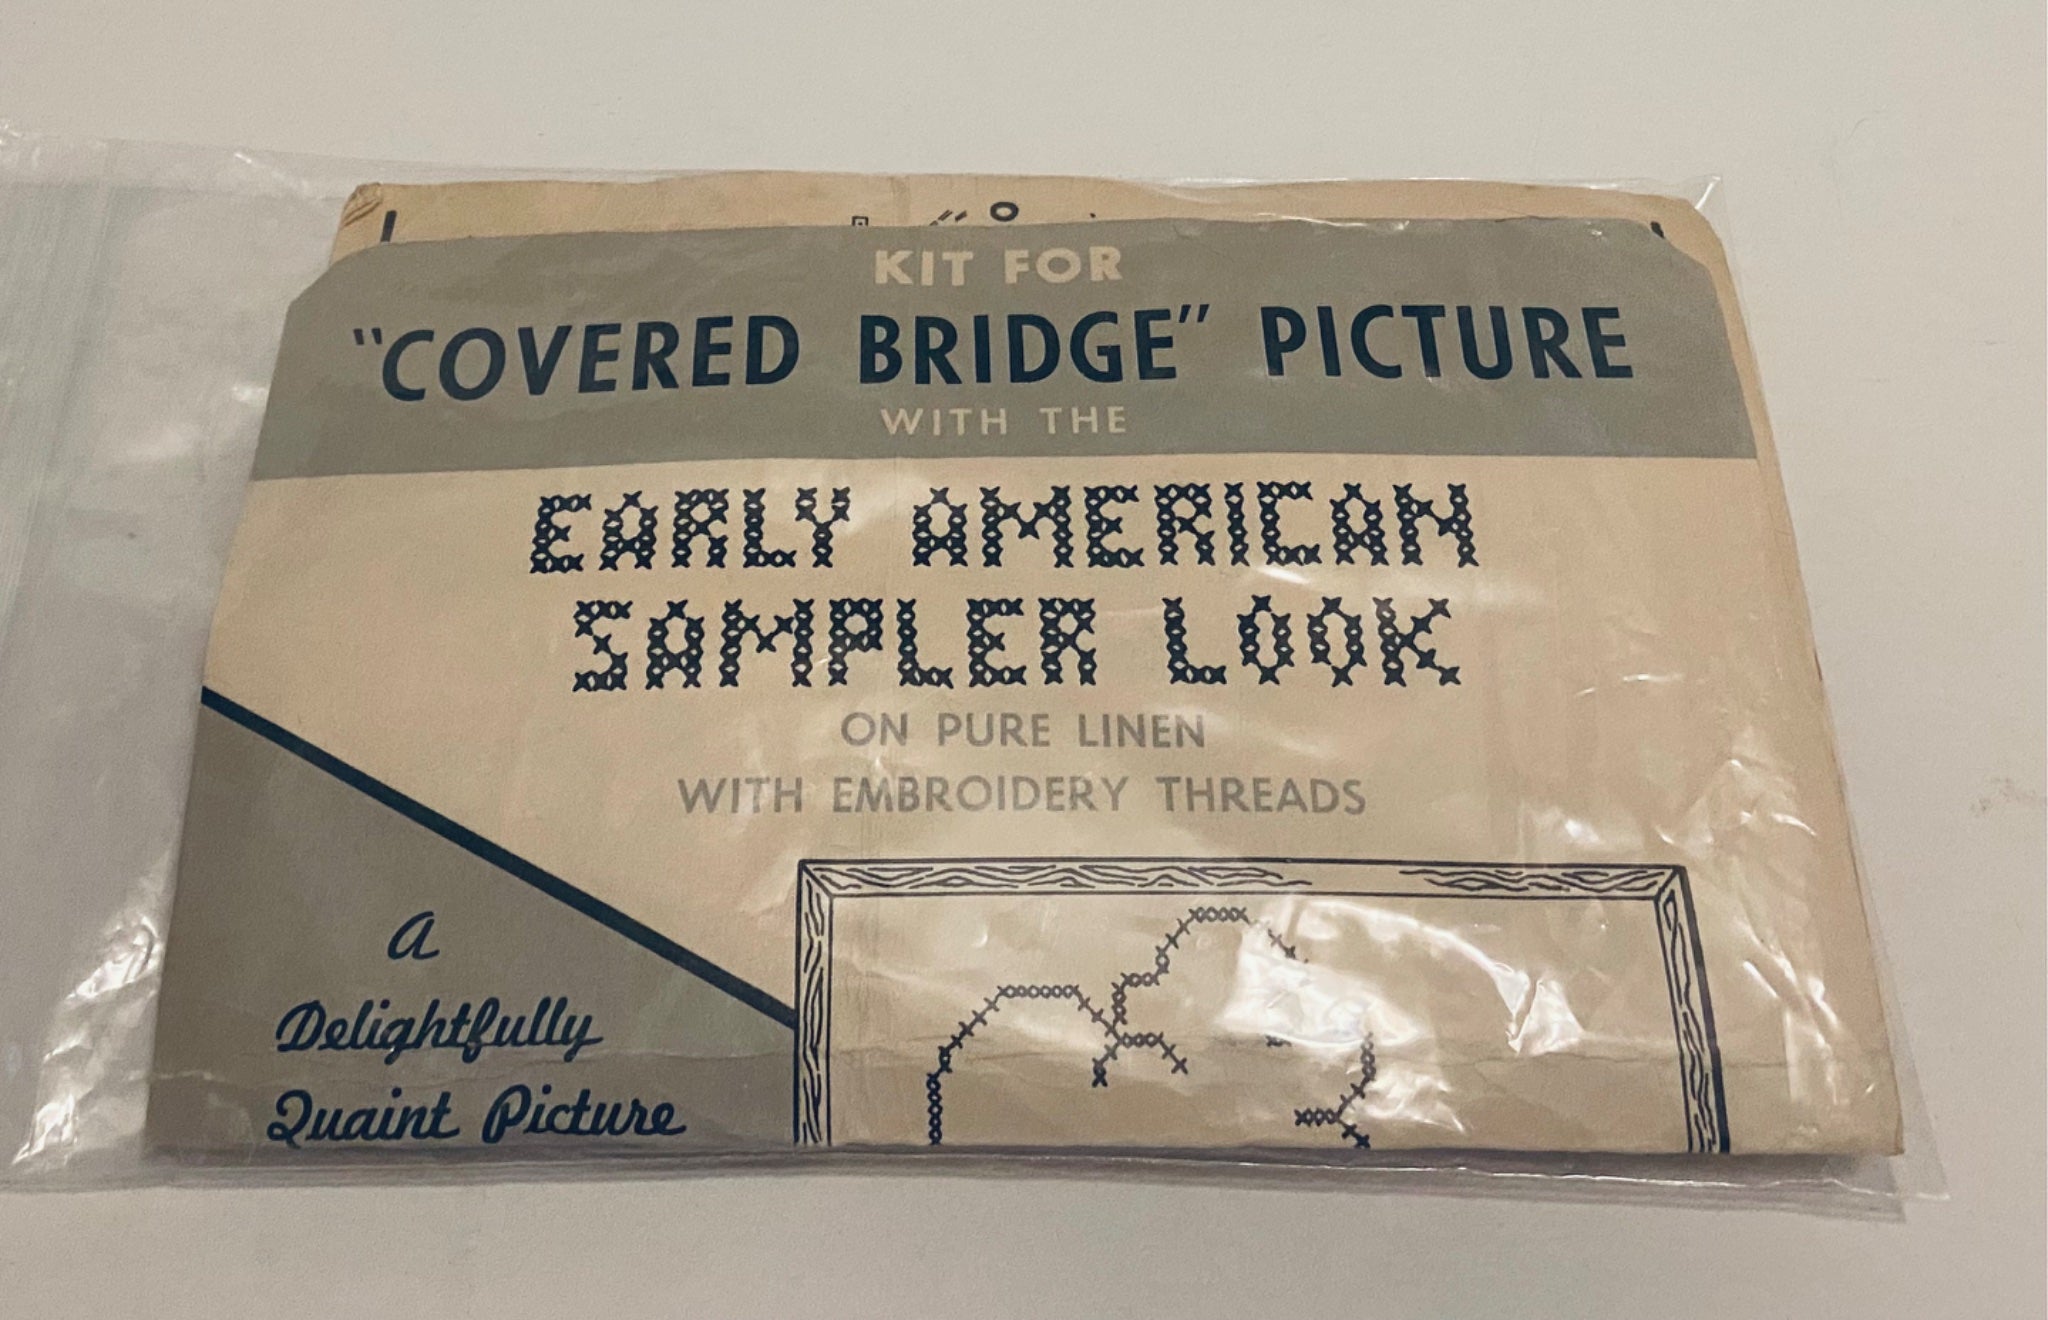 KIT FOR
"COVERED BRIDGE" PICTURE
WITH THE
EARLY AMERICAN
SAMPLER LOOK
ON PURE LINEN
WITH EMBROIDERY THREADS
A
Delightfully
Quaint Picture